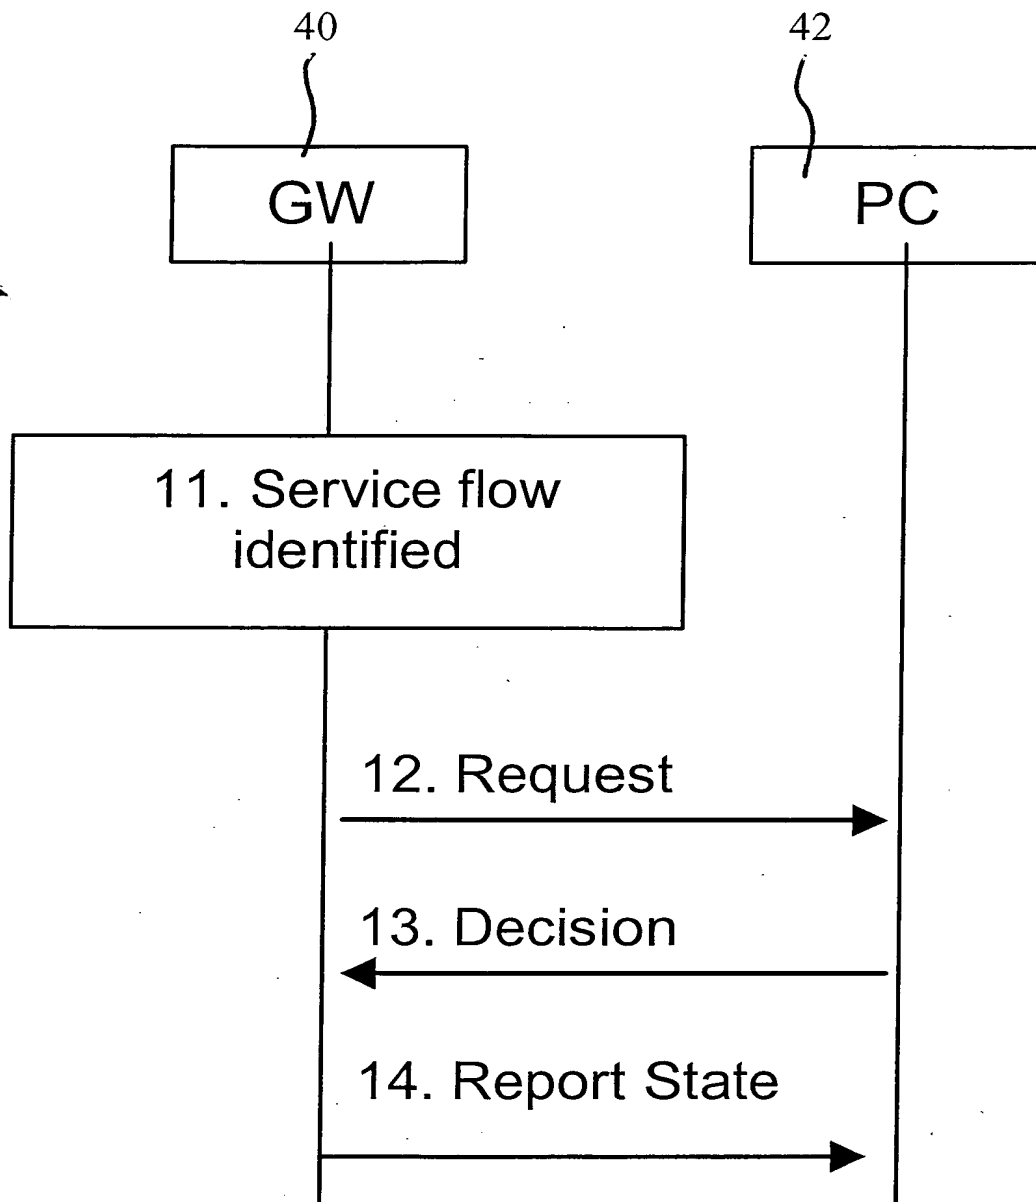 40
42
GW
PC
11. Service flow
identified
12. Request
13. Decision
14. Report State